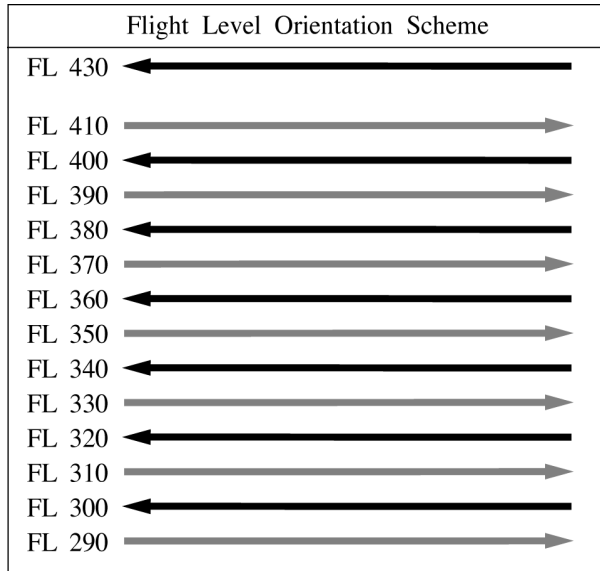 Flight Level Orientation Scheme
FL 430
FL 410
FL 400
FL 390
FL 380
FL 370
FL 360
FL 350
FL 340
FL 330
FL 320
FL 310
FL 300
FL 290